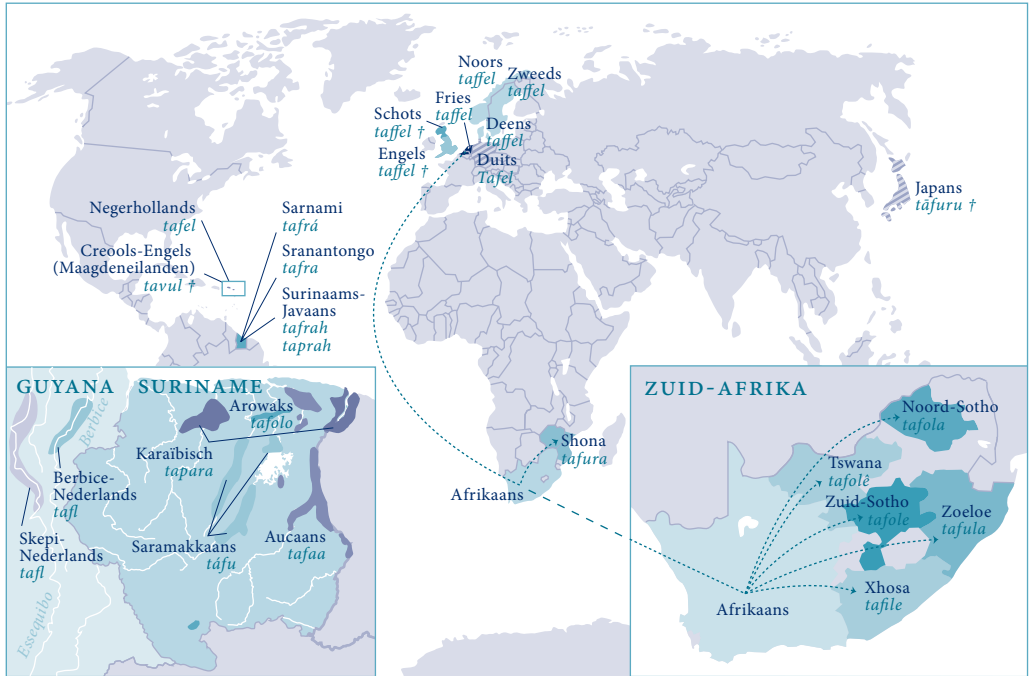 Noors
taffel
Zweeds
taffel
Fries
taffel
Schots
taffel †
Deens
taffel
Engels
taffel †
Duits
Tafel
Japans
tāfuru †
Negerhollands
tafel
Creools-Engels
(Maagdeneilanden)
tavul †
Sarnami
tafrá
Sranantongo
tafra
Surinaams-
Javaans
tafrah
taprah
Shona
tafura
Afrikaans
GUYANA
SURINAME
Berbice
Essequibo
Arowaks
tafolo
Karaïbisch
tapara
Berbice-
Nederlands
tafl
Skepi-
Nederlands
tafl
Saramakkaans
táfu
Aucaans
tafaa
ZUID-AFRIKA
Noord-Sotho
tafola
Tswana
tafolê
Zuid-Sotho
tafole
Zoeloe
tafula
Xhosa
tafile
Afrikaans